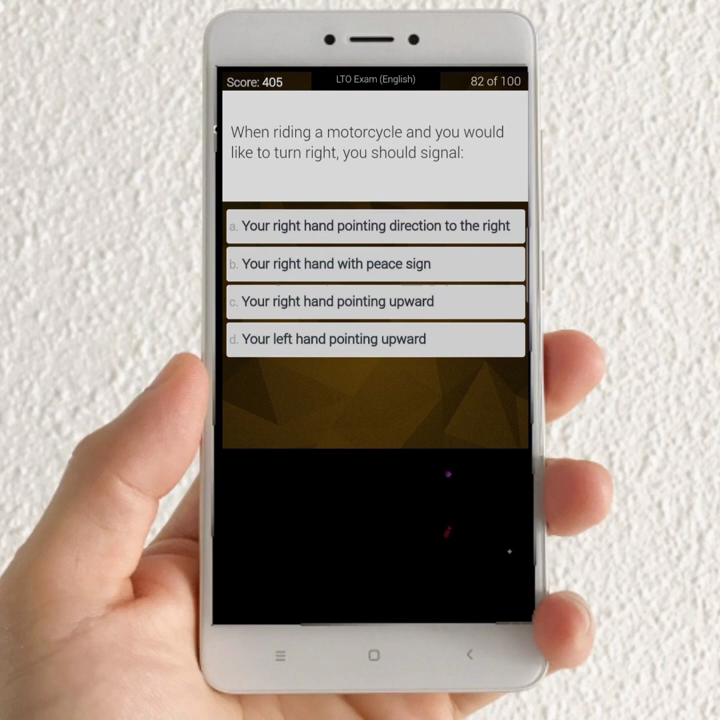 Score: 405
LTO Exam (English)
82 of 100
When riding a motorcycle and you would
like to turn right, you should signal:
a. Your right hand pointing direction to the right
b. Your right hand with peace sign
c. Your right hand pointing upward
d. Your left hand pointing upward